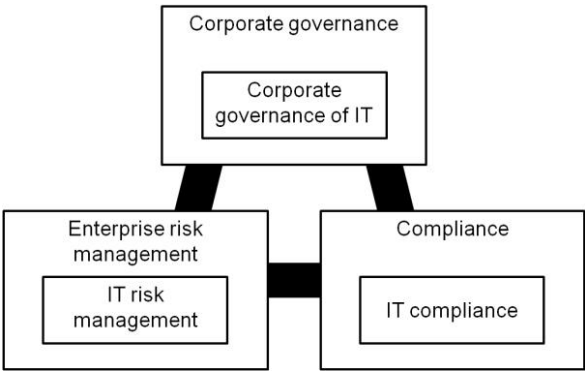 Corporate governance
Corporate
governance of IT
Enterprise risk
management
IT risk
management
Compliance
IT compliance